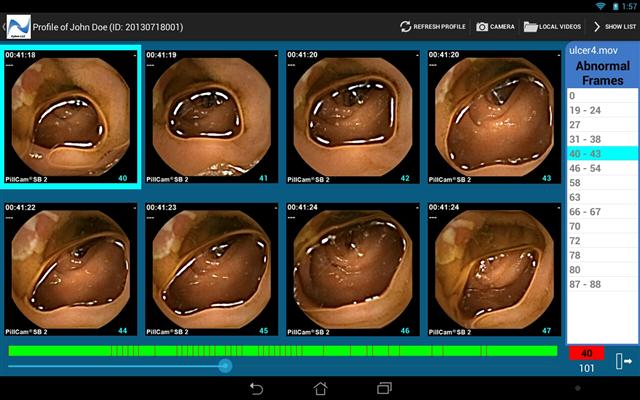 1:57
Profile of John Doe (ID: 20130718001)
REFRESH PROFILE
CAMERA
LOCAL VIDEOS
SHOW LIST
00:41:18
---
PillCam®SB 2
40
00:41:19
---
PillCam®SB 2
41
00:41:20
---
PillCam®SB 2
42
00:41:20
---
PillCam®SB 2
43
00:41:22
---
PillCam®SB 2
44
00:41:23
---
PillCam®SB 2
45
00:41:24
---
PillCam®SB 2
46
00:41:24
---
PillCam®SB 2
47
ulcer4.mov
Abnormal
Frames
0
19 - 24
27
31 - 38
40 - 43
46 - 54
58
63
66 - 67
70
72
78
80
87 - 88
40
101